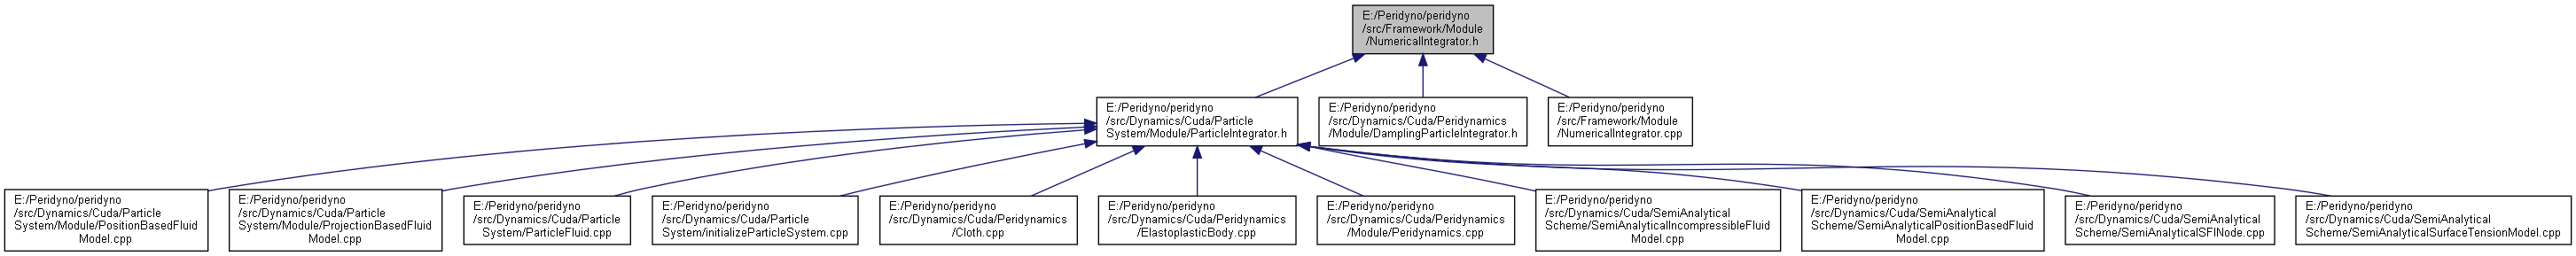 E:/Peridyno/peridyno
/src/Framework/Module
/NumericalIntegrator.h
E:/Peridyno/peridyno
/src/Dynamics/Cuda/Particle
System/Module/ParticleIntegrator.h
E:/Peridyno/peridyno
/src/Dynamics/Cuda/Peridynamics
/Module/DamplingParticleIntegrator.h
E:/Peridyno/peridyno
/src/Framework/Module
/NumericalIntegrator.cpp
E:/Peridyno/peridyno
/src/Dynamics/Cuda/Particle
System/Module/PositionBasedFluid
Model.cpp
E:/Peridyno/peridyno
/src/Dynamics/Cuda/Particle
System/Module/ProjectionBasedFluid
Model.cpp
E:/Peridyno/peridyno
/src/Dynamics/Cuda/Particle
System/ParticleFluid.cpp
E:/Peridyno/peridyno
/src/Dynamics/Cuda/Particle
System/initializeParticleSystem.cpp
E:/Peridyno/peridyno
/src/Dynamics/Cuda/Peridynamics
/Cloth.cpp
E:/Peridyno/peridyno
/src/Dynamics/Cuda/Peridynamics
/ElastoplasticBody.cpp
E:/Peridyno/peridyno
/src/Dynamics/Cuda/Peridynamics
/Module/Peridynamics.cpp
E:/Peridyno/peridyno
/src/Dynamics/Cuda/SemiAnalytical
Scheme/SemiAnalyticalIncompressibleFluid
Model.cpp
E:/Peridyno/peridyno
/src/Dynamics/Cuda/SemiAnalytical
Scheme/SemiAnalyticalPositionBasedFluid
Model.cpp
E:/Peridyno/peridyno
/src/Dynamics/Cuda/SemiAnalytical
Scheme/SemiAnalyticalSFINode.cpp
E:/Peridyno/peridyno
/src/Dynamics/Cuda/SemiAnalytical
Scheme/SemiAnalyticalSurfaceTensionModel.cpp